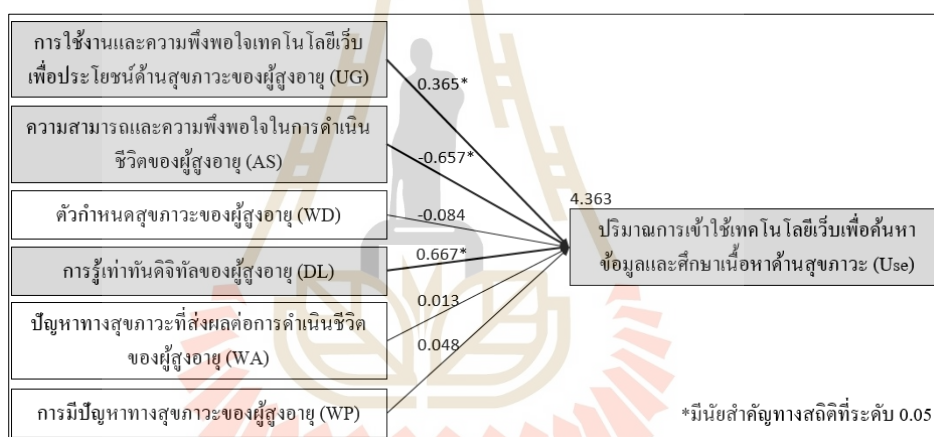 การใช้งานและความพึงพอใจเทคโนโลยีเว็บ
เพื่อประโยชน์ด้านสุขภาวะของผู้สูงอายุ (UG)
0.365*
ความสามารถและความพึงพอใจในการดำเนิน
ชีวิตของผู้สูงอายุ (AS)
-0.657*
ตัวกำหนดสุขภาวะของผู้สูงอายุ (WD)
-0.084
การรู้เท่าทันดิจิทัลของผู้สูงอายุ (DL)
0.667*
ปัญหาทางสุขภาวะที่ส่งผลต่อการดำเนินชีวิต
ของผู้สูงอายุ (WA)
0.013
การมีปัญหาทางสุขภาวะของผู้สูงอายุ (WP)
0.048
4.363
ปริมาณการเข้าใช้เทคโนโลยีเว็บเพื่อค้นหา
ข้อมูลและศึกษาเนื้อหาด้านสุขภาวะ (Use)
*มีนัยสำคัญทางสถิติที่ระดับ 0.05